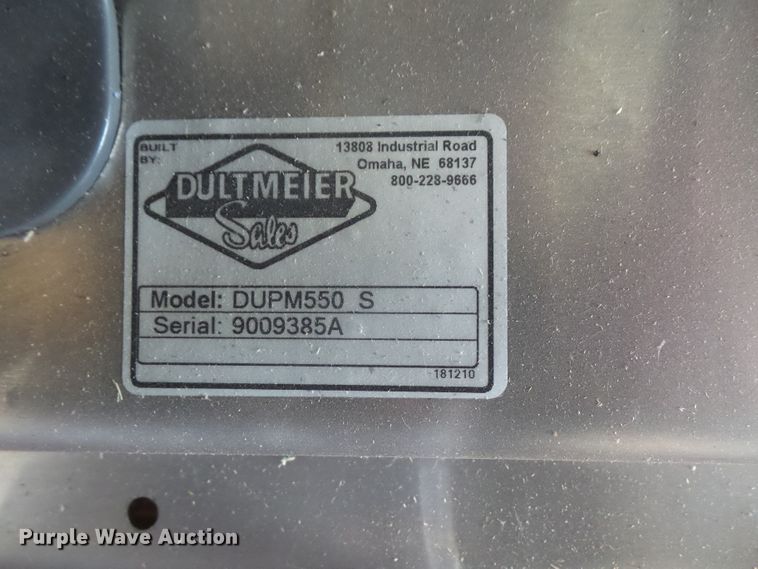 BUILT
BY:
13808 Industrial Road
Omaha, NE 68137
800-228-9666
DULTMEIER
Sales
Model: DUPM550 S
Serial: 9009385A
181210
Purple Wave Auction